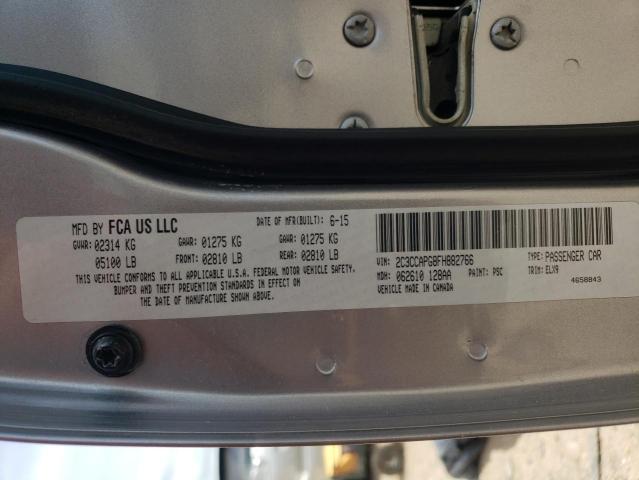 MFD BY FCA US LLC DATE OF MFR(BUILT): 6-15
GVWR: 02314 KG GAWR: 01275 KG GAWR: 01275 KG
05100 LB FRONT: 02810 LB REAR: 02810 LB
THIS VEHICLE CONFORMS TO ALL APPLICABLE U.S.A. FEDERAL MOTOR VEHICLE SAFETY,
BUMPER AND THEFT PREVENTION STANDARDS IN EFFECT ON
THE DATE OF MANUFACTURE SHOWN ABOVE.
VIN: 2C3CCAPG8FH882766 TYPE: PASSENGER CAR
MDH: 062610 128AA PAINT: PSC TRIM: ELX9
VEHICLE MADE IN CANADA 4658843